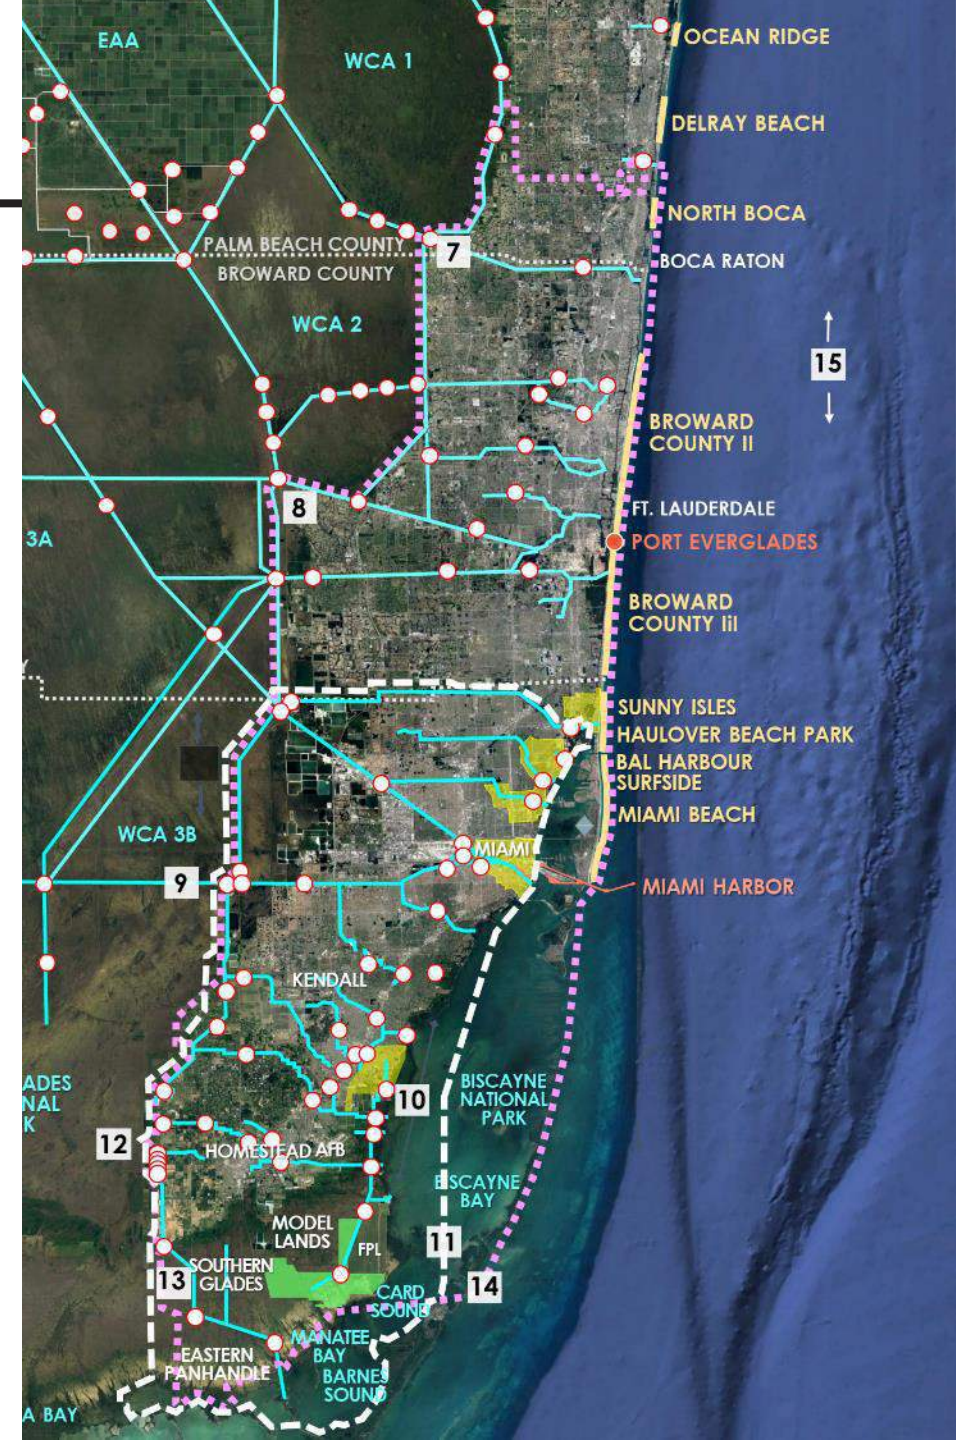 EAA
WCA 1
OCEAN RIDGE
DELRAY BEACH
NORTH BOCA
PALM BEACH COUNTY
7
BOCA RATON
BROWARD COUNTY
WCA 2
15
BROWARD
COUNTY II
8
FT. LAUDERDALE
3A
PORT EVERGLADES
BROWARD
COUNTY IiI
Y
SUNNY ISLES
HAULOVER BEACH PARK
BAL HARBOUR
SURFSIDE
MIAMI BEACH
WCA 3B
MIAMI
9
MIAMI HARBOR
KENDALL
ADES
NAL
K
BISCAYNE
NATIONAL
PARK
10
12
HOMESTEAD AFB
BISCAYNE
BAY
MODEL
LANDS
FPL
11
SOUTHERN
GLADES
13
14
CARD
SOUND
MANATEE
BAY
EASTERN
PANHANDLE
BARNES
SOUND
A BAY